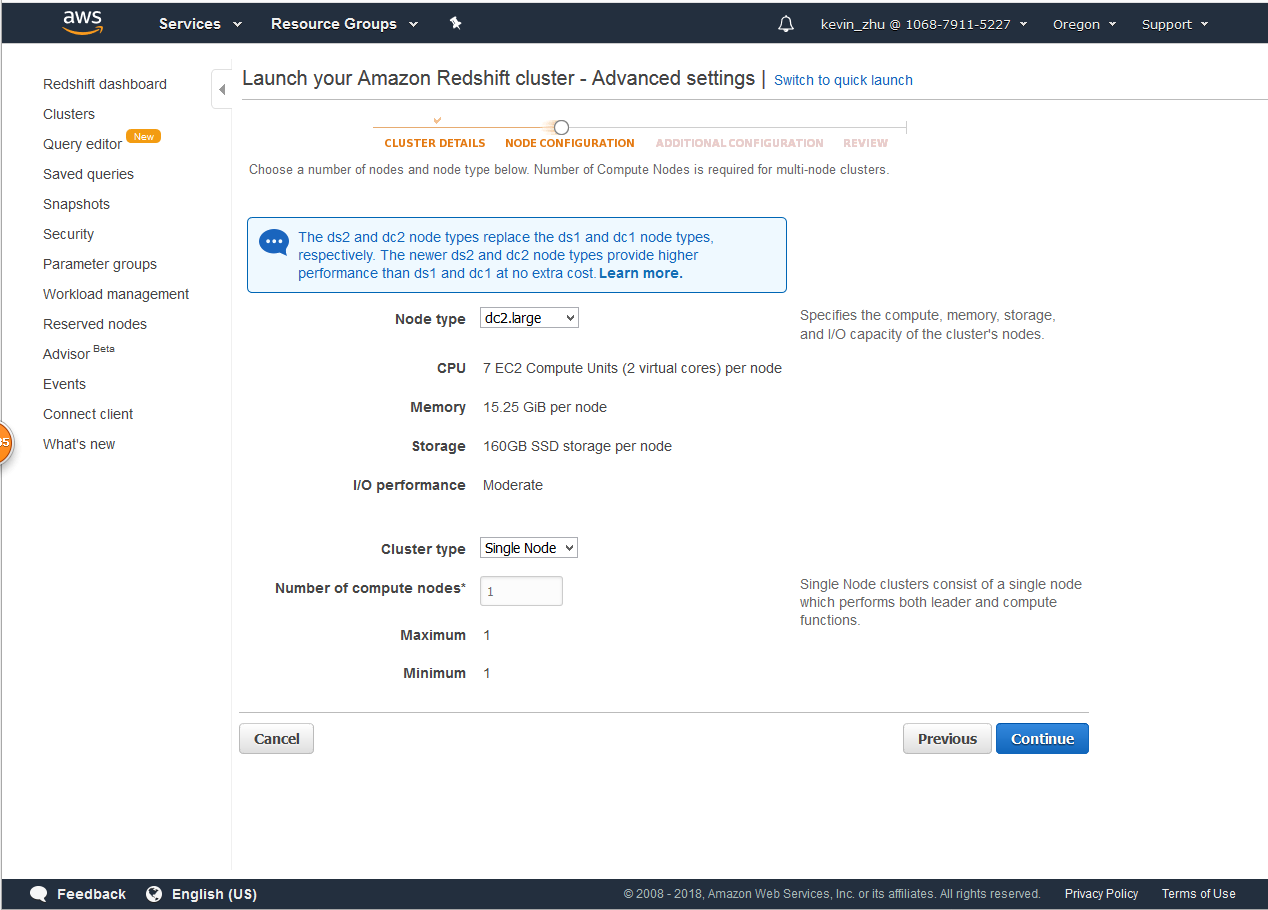 aws Services Resource Groups kevin_zhu @ 1068-7911-5227 Oregon Support
Redshift dashboard
Clusters
Query editor New
Saved queries
Snapshots
Security
Parameter groups
Workload management
Reserved nodes
Advisor Beta
Events
Connect client
What's new
35
Launch your Amazon Redshift cluster - Advanced settings | Switch to quick launch
CLUSTER DETAILS NODE CONFIGURATION ADDITIONAL CONFIGURATION REVIEW
Choose a number of nodes and node type below. Number of Compute Nodes is required for multi-node clusters.
The ds2 and dc2 node types replace the ds1 and dc1 node types,
respectively. The newer ds2 and dc2 node types provide higher
performance than ds1 and dc1 at no extra cost. Learn more.
Node type dc2.large
Specifies the compute, memory, storage,
and I/O capacity of the cluster's nodes.
CPU 7 EC2 Compute Units (2 virtual cores) per node
Memory 15.25 GiB per node
Storage 160GB SSD storage per node
I/O performance Moderate
Cluster type Single Node
Number of compute nodes* 1
Single Node clusters consist of a single node
which performs both leader and compute
functions.
Maximum 1
Minimum 1
Cancel Previous Continue
Feedback English (US) © 2008 - 2018, Amazon Web Services, Inc. or its affiliates. All rights reserved. Privacy Policy Terms of Use